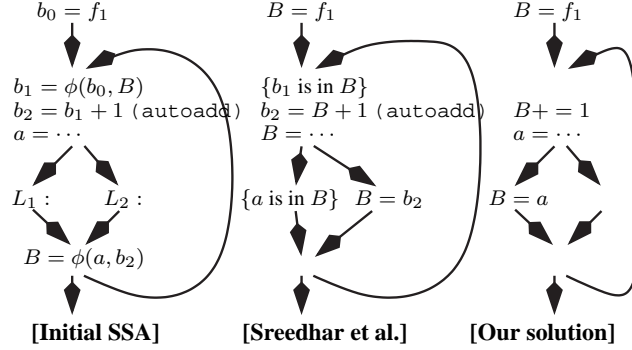 b₀ = f₁
b₁ = ϕ(b₀, B)
b₂ = b₁ + 1 (autoadd)
a = ⋯
L₁ :
L₂ :
B = ϕ(a, b₂)
[Initial SSA]
B = f₁
{b₁ is in B}
b₂ = B + 1 (autoadd)
B = ⋯
{a is in B}
B = b₂
[Sreedhar et al.]
B = f₁
B+ = 1
a = ⋯
B = a
[Our solution]